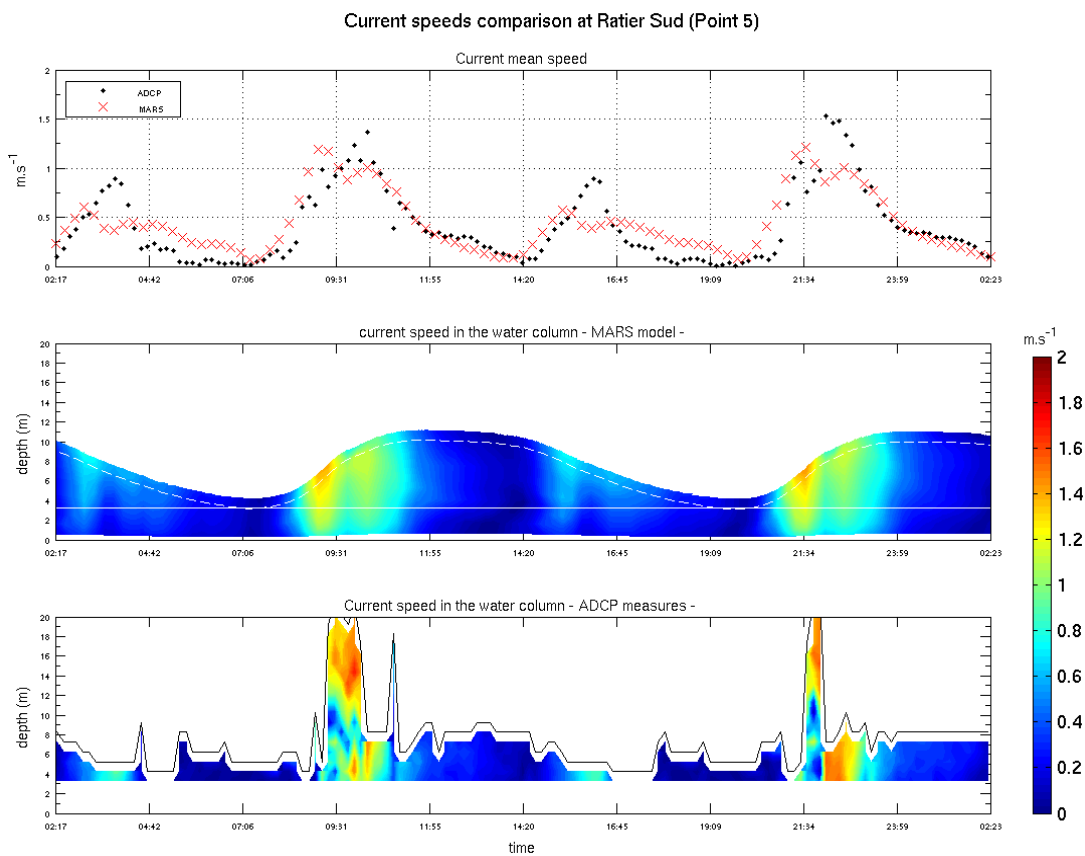 Current speeds comparison at Ratier Sud (Point 5)
Current mean speed
2
1.5
1
0.5
0
m.s-1
ADCP
MARS
02:17 04:42 07:06 09:31 11:55 14:20 16:45 19:09 21:34 23:59 02:23
current speed in the water column - MARS model -
20
18
16
14
12
10
8
6
4
2
0
depth (m)
02:17 04:42 07:06 09:31 11:55 14:20 16:45 19:09 21:34 23:59 02:23
m.s-1
2
1.8
1.6
1.4
1.2
1
0.8
0.6
0.4
0.2
0
Current speed in the water column - ADCP measures -
20
18
16
14
12
10
8
6
4
2
0
depth (m)
02:17 04:42 07:06 09:31 11:55 14:20 16:45 19:09 21:34 23:59 02:23
time